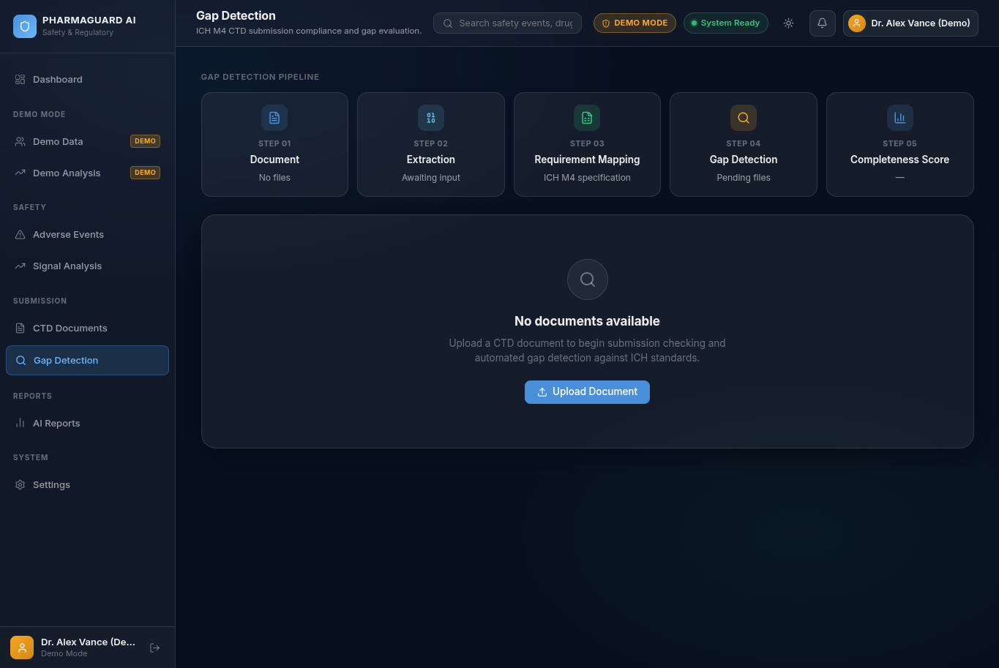 PHARMAGUARD AI
Safety & Regulatory
Dashboard
DEMO MODE
Demo Data
DEMO
Demo Analysis
DEMO
SAFETY
Adverse Events
Signal Analysis
SUBMISSION
CTD Documents
Gap Detection
REPORTS
AI Reports
SYSTEM
Settings
Dr. Alex Vance (De...
Demo Mode
Gap Detection
ICH M4 CTD submission compliance and gap evaluation.
Search safety events, drug
DEMO MODE
System Ready
Dr. Alex Vance (Demo)
GAP DETECTION PIPELINE
STEP 01
Document
No files
01
10
STEP 02
Extraction
Awaiting input
STEP 03
Requirement Mapping
ICH M4 specification
STEP 04
Gap Detection
Pending files
STEP 05
Completeness Score
—
No documents available
Upload a CTD document to begin submission checking and
automated gap detection against ICH standards.
Upload Document